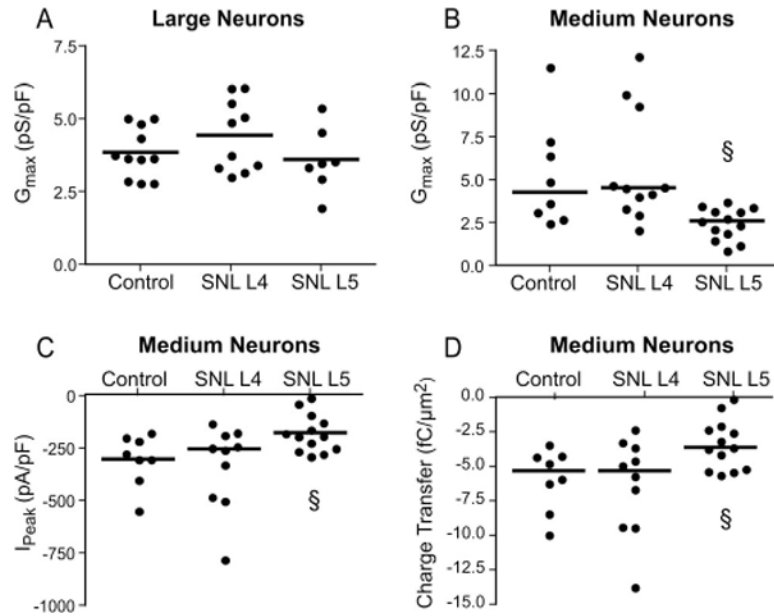 A Large Neurons
7.5
5.0
2.5
0.0
G_max (pS/pF)
Control SNL L4 SNL L5
B Medium Neurons
12.5
10.0
7.5
5.0
2.5
0.0
G_max (pS/pF)
§
Control SNL L4 SNL L5
C Medium Neurons
Control SNL L4 SNL L5
0
-250
-500
-750
-1000
I_Peak (pA/pF)
§
D Medium Neurons
Control SNL L4 SNL L5
0.0
-2.5
-5.0
-7.5
-10.0
-12.5
-15.0
Charge Transfer (fC/µm²)
§